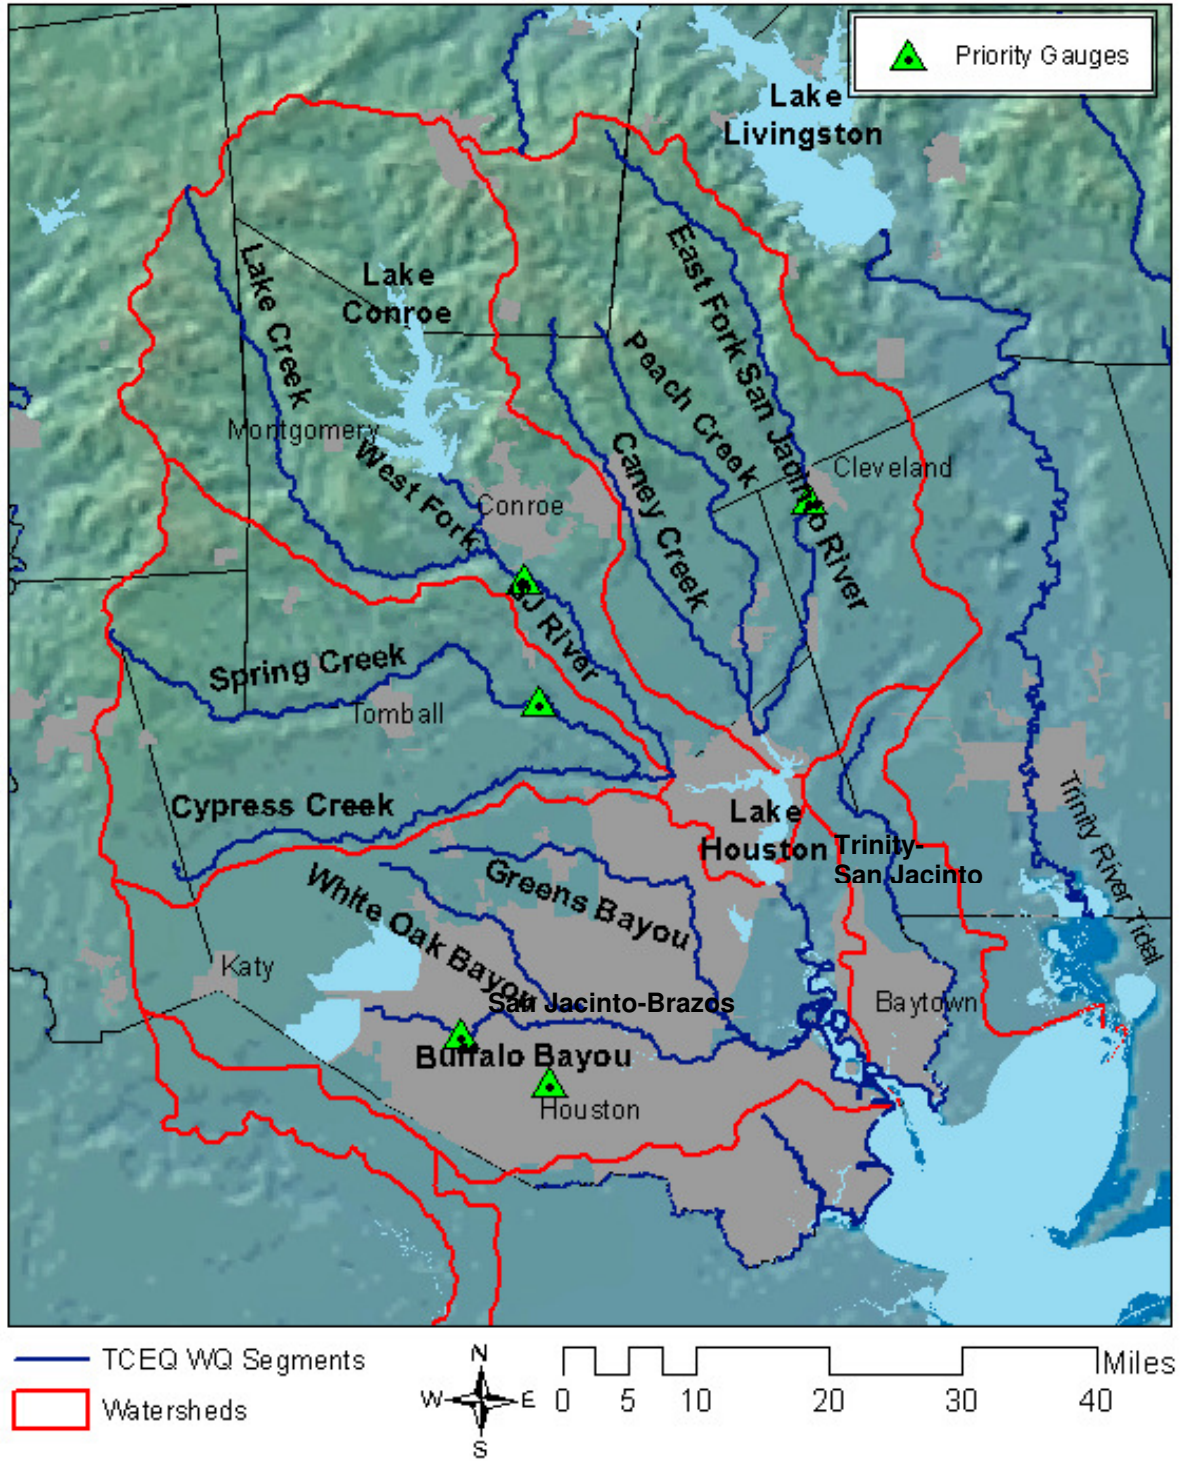 Priority Gauges
Lake
Livingston
East Fork San Jacinto River
Lake Creek
Lake
Conroe
Peach Creek
Montgomery
West Fork
SJ River
Caney Creek
Cleveland
Conroe
Spring Creek
Tomball
Cypress Creek
Lake
Houston
Trinity-
San Jacinto
Trinity River Tidal
White Oak Bayou
Greens Bayou
Katy
San Jacinto-Brazos
Baytown
Buffalo Bayou
Houston
TCEQ WQ Segments
Watersheds
N
W E
S
Miles
0 5 10 20 30 40